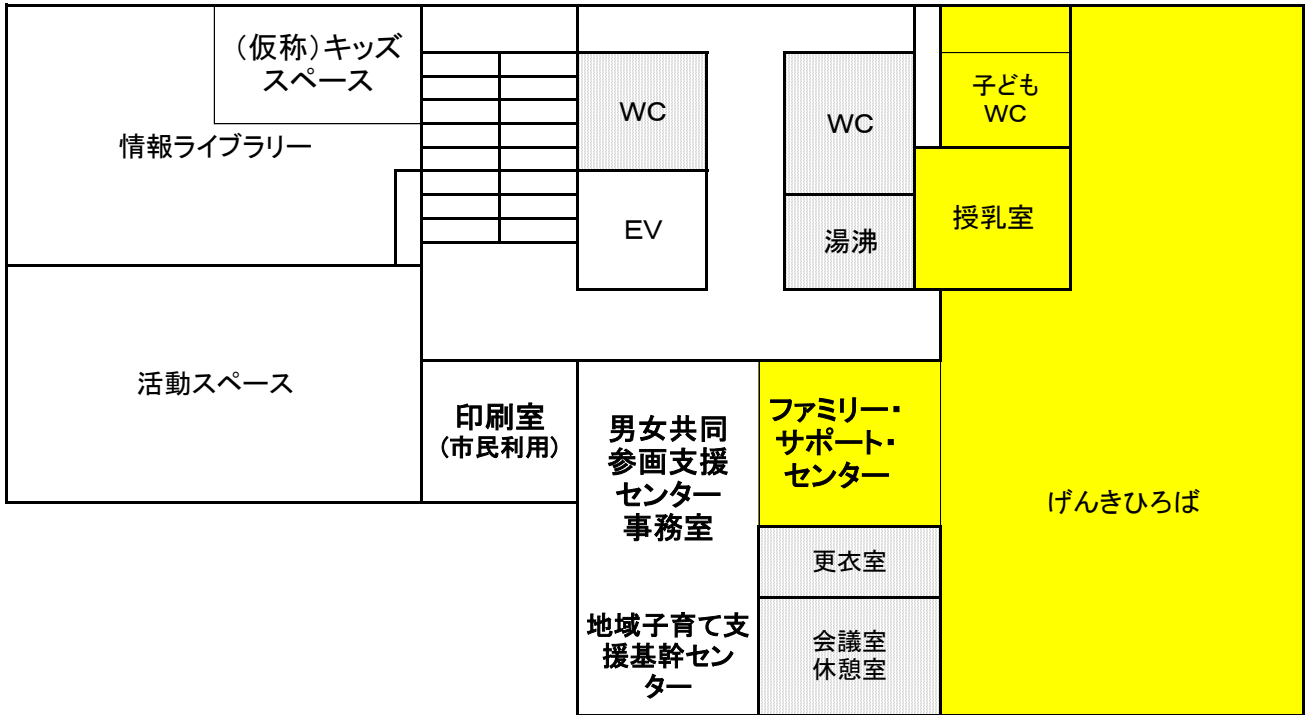 （仮称）キッズ
スペース
情報ライブラリー
WC
EV
WC
湯沸
子ども
WC
授乳室
活動スペース
印刷室
（市民利用）
男女共同
参画支援
センター
事務室
地域子育て支
援基幹セン
ター
ファミリー・
サポート・
センター
更衣室
会議室
休憩室
げんきひろば